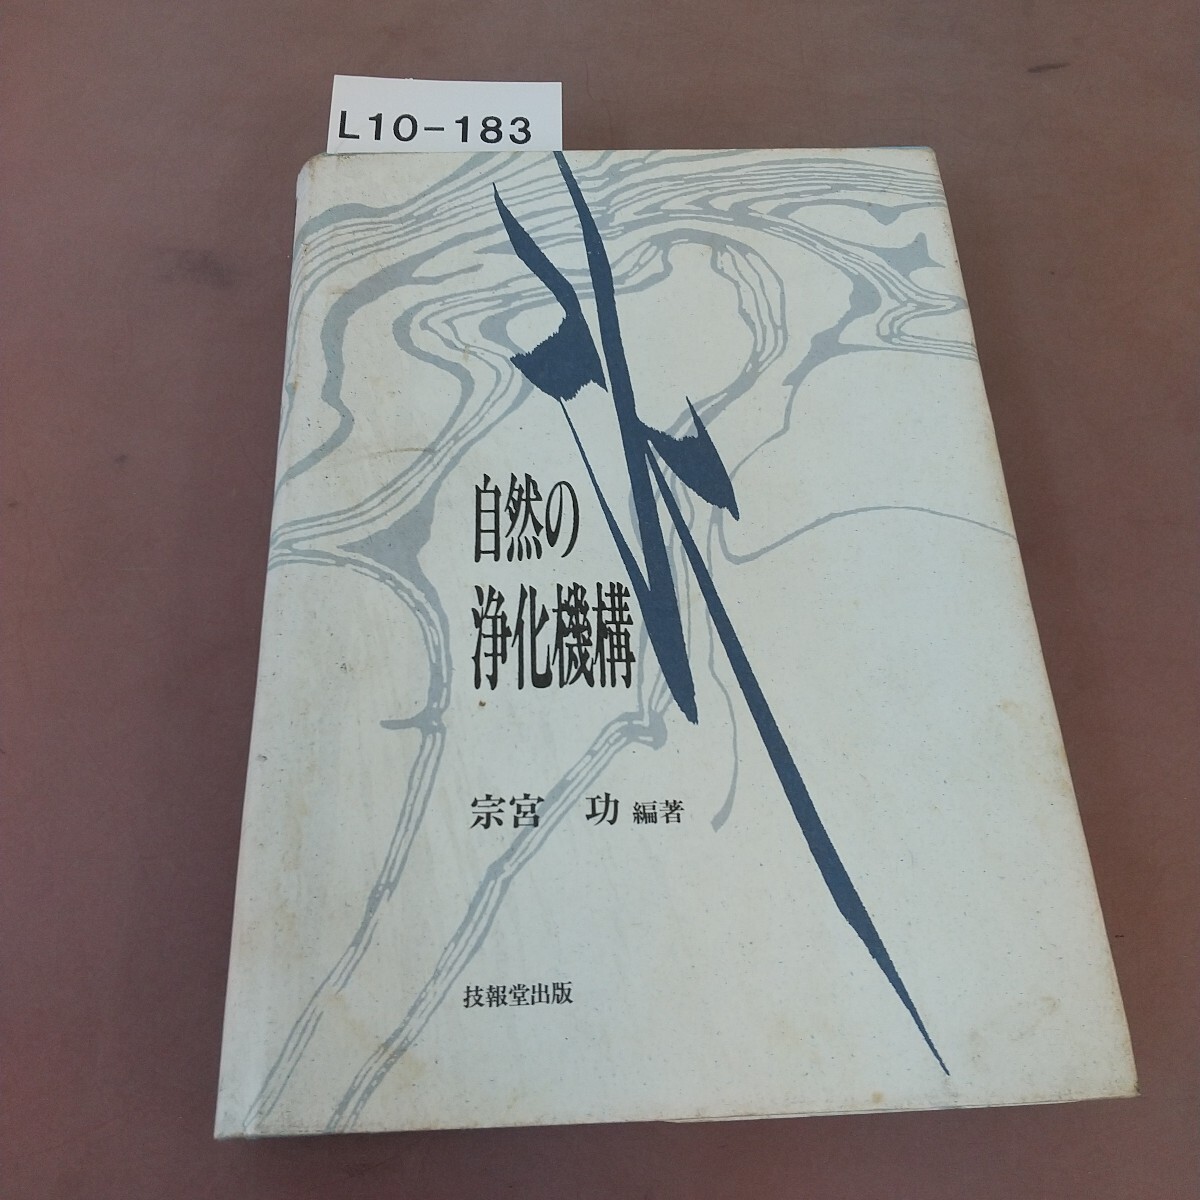 L10-183
自然の
浄化機構
宗宮 功 編著
技報堂出版